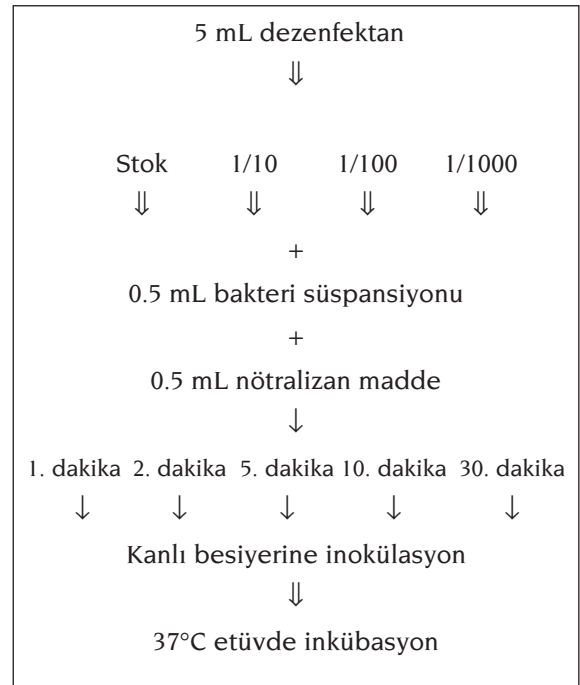 5 mL dezenfektan
⇓
Stok 1/10 1/100 1/1000
⇓ ⇓ ⇓ ⇓
+
0.5 mL bakteri süspansiyonu
+
0.5 mL nötralizan madde
↓
1. dakika 2. dakika 5. dakika 10. dakika 30. dakika
↓ ↓ ↓ ↓ ↓
Kanlı besiyerine inokülasyon
⇓
37°C etüvde inkübasyon